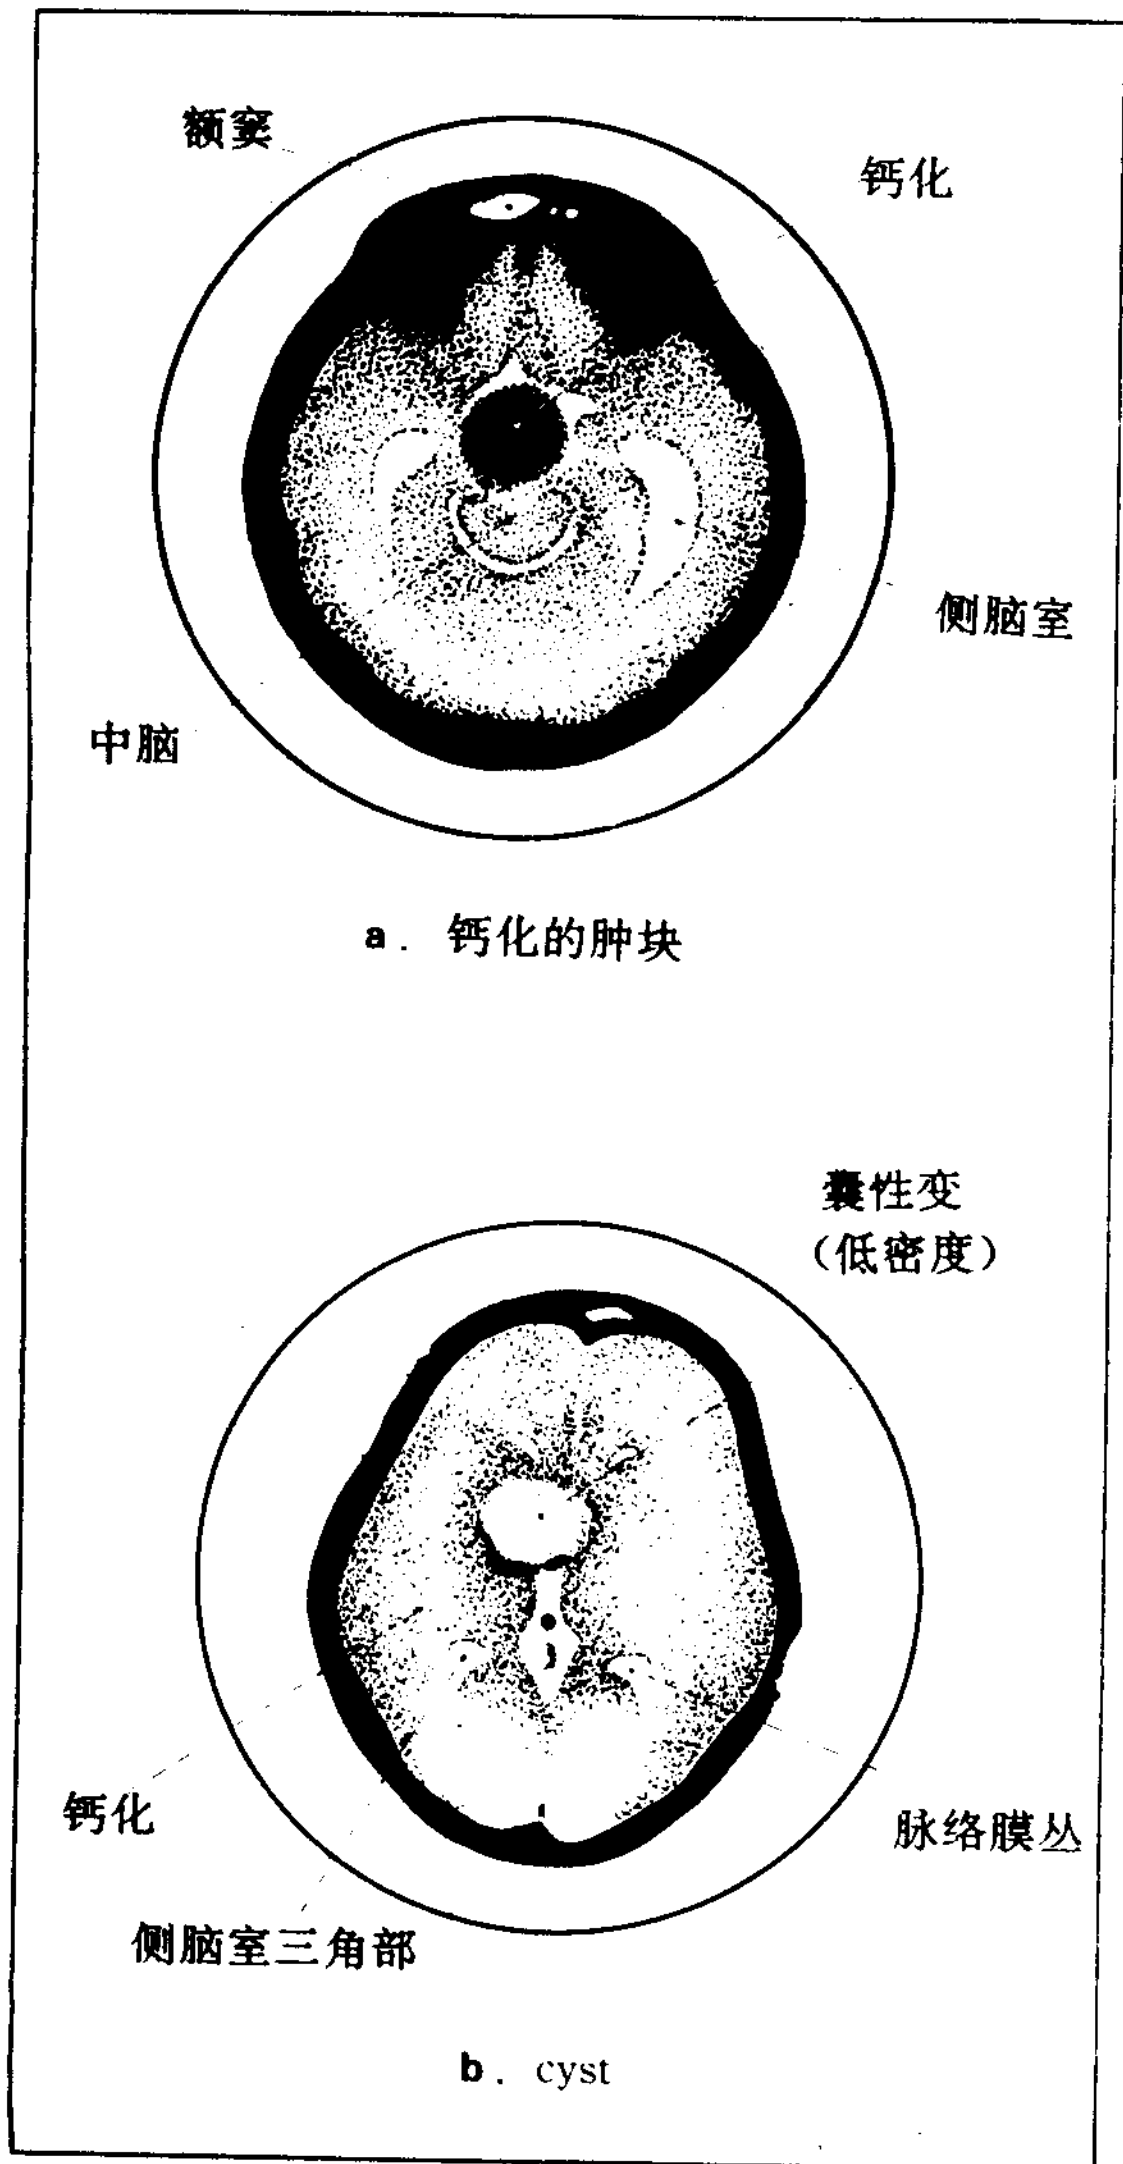 额窦
钙化
侧脑室
中脑
a. 钙化的肿块
囊性变
（低密度）
钙化
脉络膜丛
侧脑室三角部
b. cyst